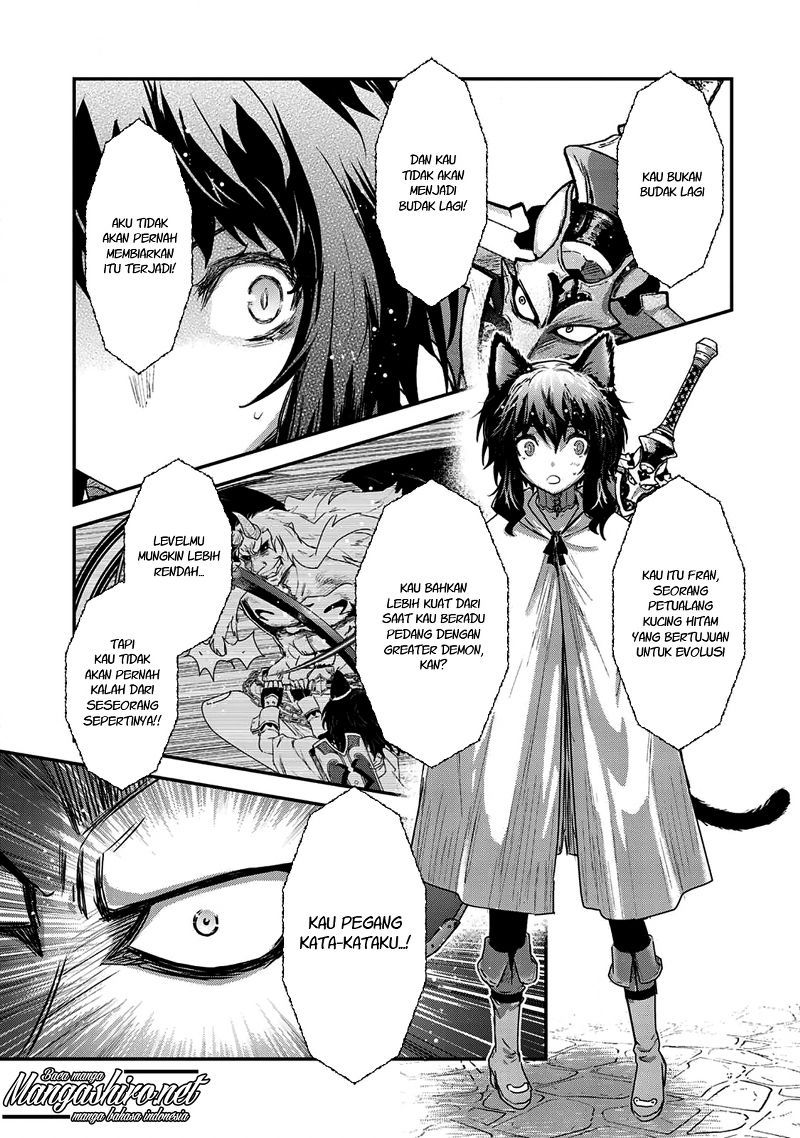 KAU BUKAN
BUDAK LAGI
DAN KAU
TIDAK AKAN
MENJADI
BUDAK LAGI!
AKU TIDAK
AKAN PERNAH
MEMBIARKAN
ITU TERJADI!
KAU ITU FRAN,
SEORANG
PETUALANG
KUCING HITAM
YANG BERTUJUAN
UNTUK EVOLUSI
KAU BAHKAN
LEBIH KUAT DARI
SAAT KAU BERADU
PEDANG DENGAN
GREATER DEMON,
KAN?
LEVELMU
MUNGKIN LEBIH
RENDAH...
TAPI
KAU TIDAK
AKAN PERNAH
KALAH DARI
SESEORANG
SEPERTINYA!!
KAU PEGANG
KATA-KATAKU...!
Baca manga
Mangashiro.net
manga bahasa indonesia